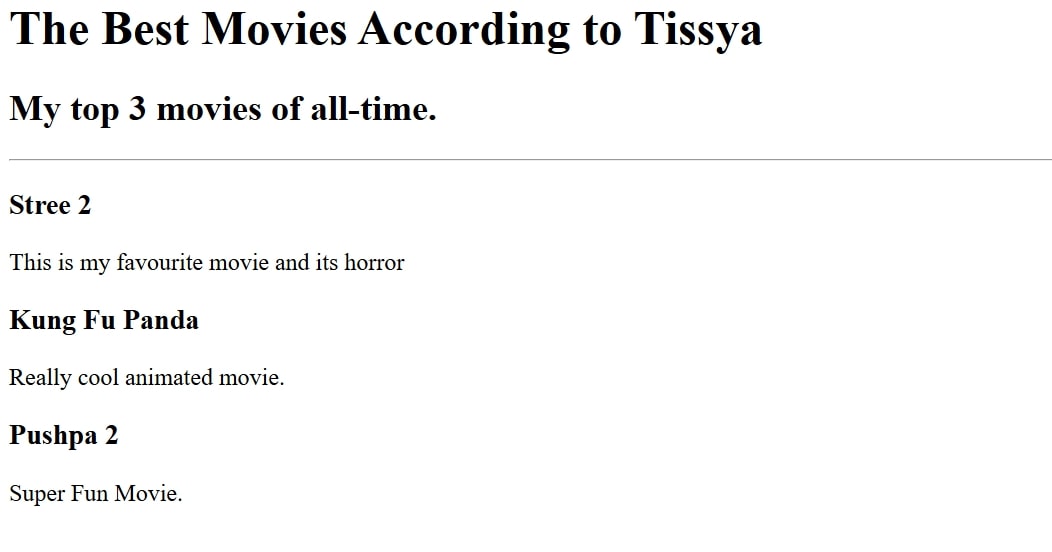 The Best Movies According to Tissya
My top 3 movies of all-time.
Stree 2
This is my favourite movie and its horror
Kung Fu Panda
Really cool animated movie.
Pushpa 2
Super Fun Movie.